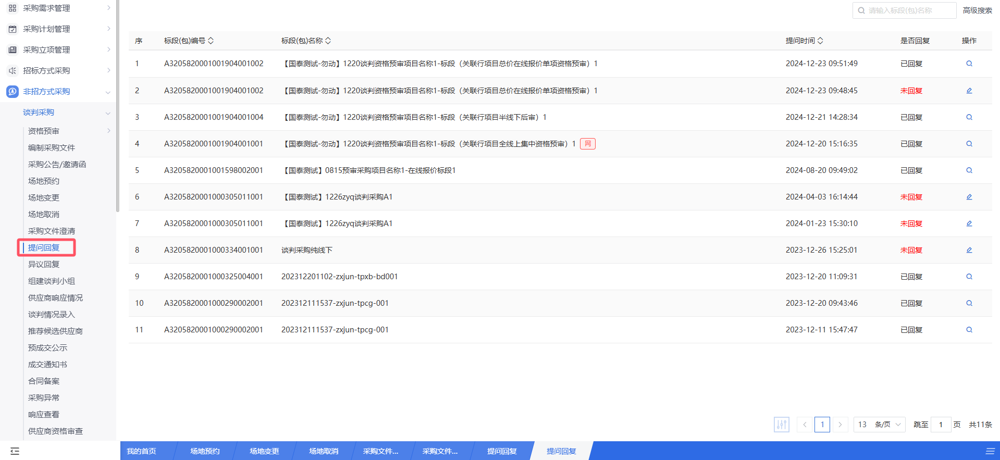 采购需求管理
采购计划管理
采购立项管理
招标方式采购
非招方式采购
谈判采购
资格预审
编制采购文件
采购公告/邀请函
场地预约
场地变更
场地取消
采购文件澄清
提问回复
异议回复
组建谈判小组
供应商响应情况
谈判情况录入
推荐候选供应商
预成交公示
成交通知书
合同备案
采购异常
响应查看
供应商资格审查
请输入标段(包)名称 高级搜索
序 标段(包)编号 标段(包)名称 提问时间 是否回复 操作
1 A3205820001001904001002 【国泰测试-勿动】1220谈判资格预审项目名称1-标段（关联行项目总价在线报价单项资格预审）1 2024-12-23 09:51:49 已回复
2 A3205820001001904001002 【国泰测试-勿动】1220谈判资格预审项目名称1-标段（关联行项目总价在线报价单项资格预审）1 2024-12-23 09:48:45 未回复
3 A3205820001001904001004 【国泰测试-勿动】1220谈判资格预审项目名称1-标段（关联行项目半线下后审）1 2024-12-21 14:28:34 已回复
4 A3205820001001904001001 【国泰测试-勿动】1220谈判资格预审项目名称1-标段（关联行项目全线上集中资格预审）1 网 2024-12-20 15:16:35 已回复
5 A3205820001001598002001 【国泰测试】0815预审采购项目名称1-在线报价标段1 2024-08-20 09:49:02 已回复
6 A3205820001000305011001 【国泰测试】1226zyq谈判采购A1 2024-04-03 16:14:44 未回复
7 A3205820001000305011001 【国泰测试】1226zyq谈判采购A1 2024-01-23 15:30:10 未回复
8 A3205820001000334001001 谈判采购纯线下 2023-12-26 15:25:01 未回复
9 A3205820001000325004001 202312201102-zxjun-tpxb-bd001 2023-12-20 11:09:31 已回复
10 A3205820001000290002001 202312111537-zxjun-tpcg-001 2023-12-20 09:43:46 已回复
11 A3205820001000290002001 202312111537-zxjun-tpcg-001 2023-12-11 15:47:47 已回复
1 13 条/页 跳至 1 页 共11条
我的首页 场地预约 场地变更 场地取消 采购文件... 采购文件... 提问回复 提问回复